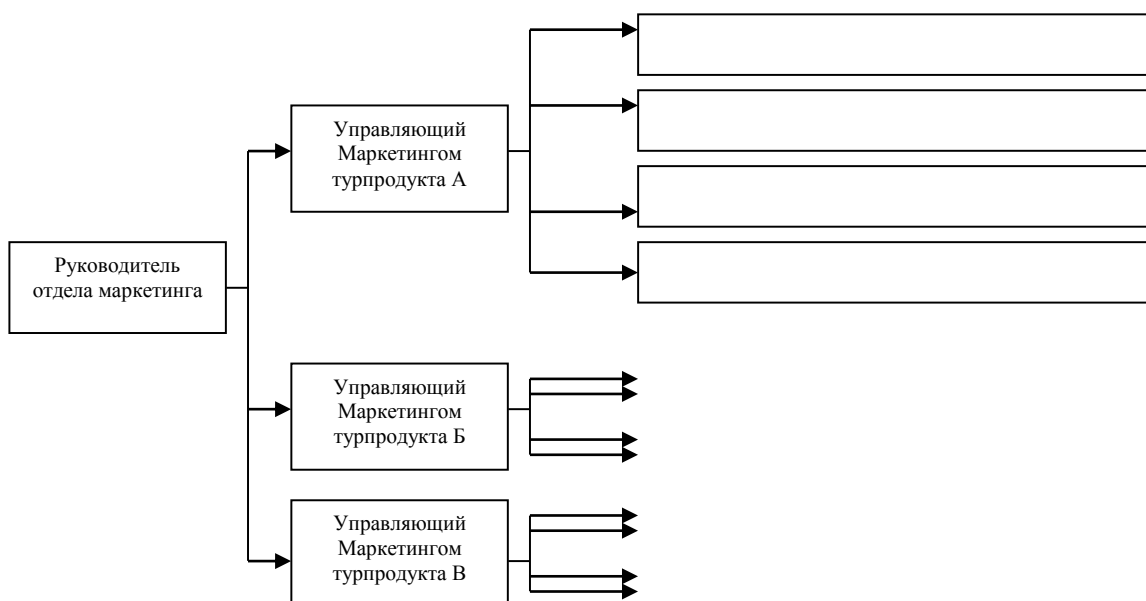 Управляющий
Маркетингом
турпродукта А
Руководитель
отдела маркетинга
Управляющий
Маркетингом
турпродукта Б
Управляющий
Маркетингом
турпродукта В